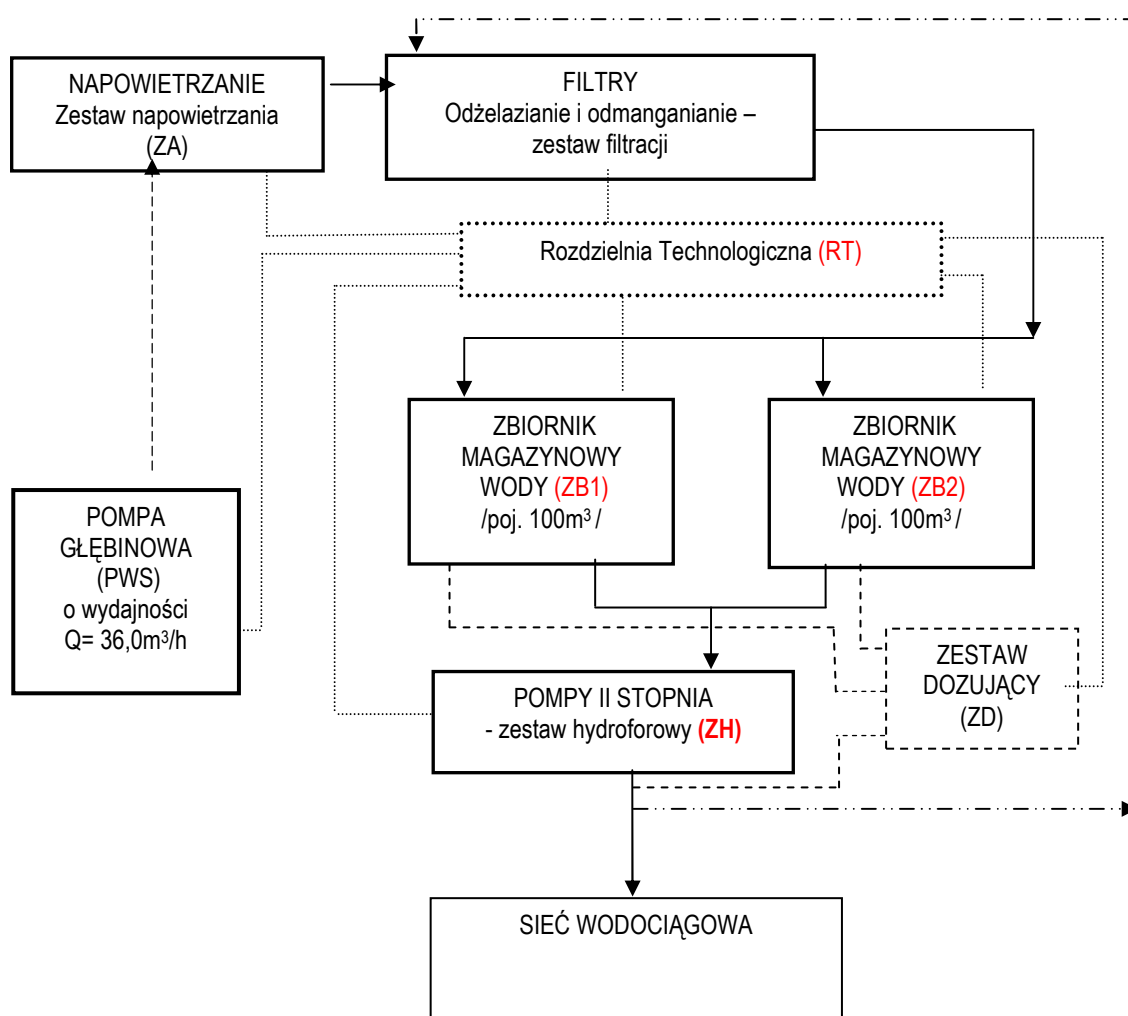 NAPOWIETRZANIE
Zestaw napowietrzania
(ZA)
FILTRY
Odżelazianie i odmanganianie –
zestaw filtracji
Rozdzielnia Technologiczna (RT)
ZBIORNIK
MAGAZYNOWY
WODY (ZB1)
/poj. 100m³ /
ZBIORNIK
MAGAZYNOWY
WODY (ZB2)
/poj. 100m³ /
POMPA
GŁĘBINOWA
(PWS)
o wydajności
Q= 36,0m³/h
POMPY II STOPNIA
- zestaw hydroforowy (ZH)
ZESTAW
DOZUJĄCY
(ZD)
SIEĆ WODOCIĄGOWA